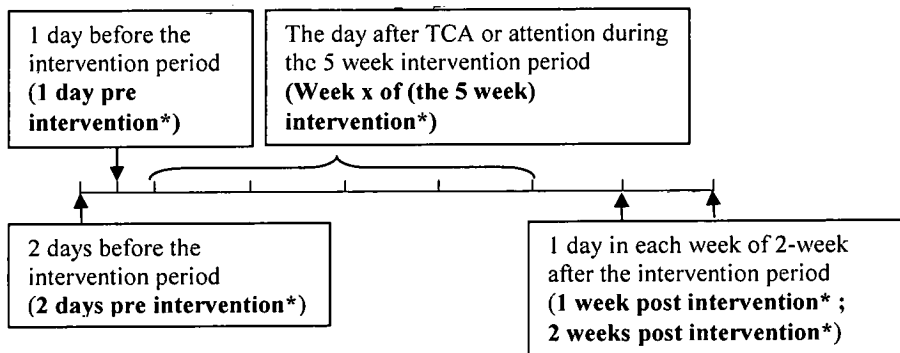 1 day before the
intervention period
(1 day pre
intervention*)
The day after TCA or attention during
the 5 week intervention period
(Week x of (the 5 week)
intervention*)
2 days before the
intervention period
(2 days pre intervention*)
1 day in each week of 2-week
after the intervention period
(1 week post intervention* ;
2 weeks post intervention*)